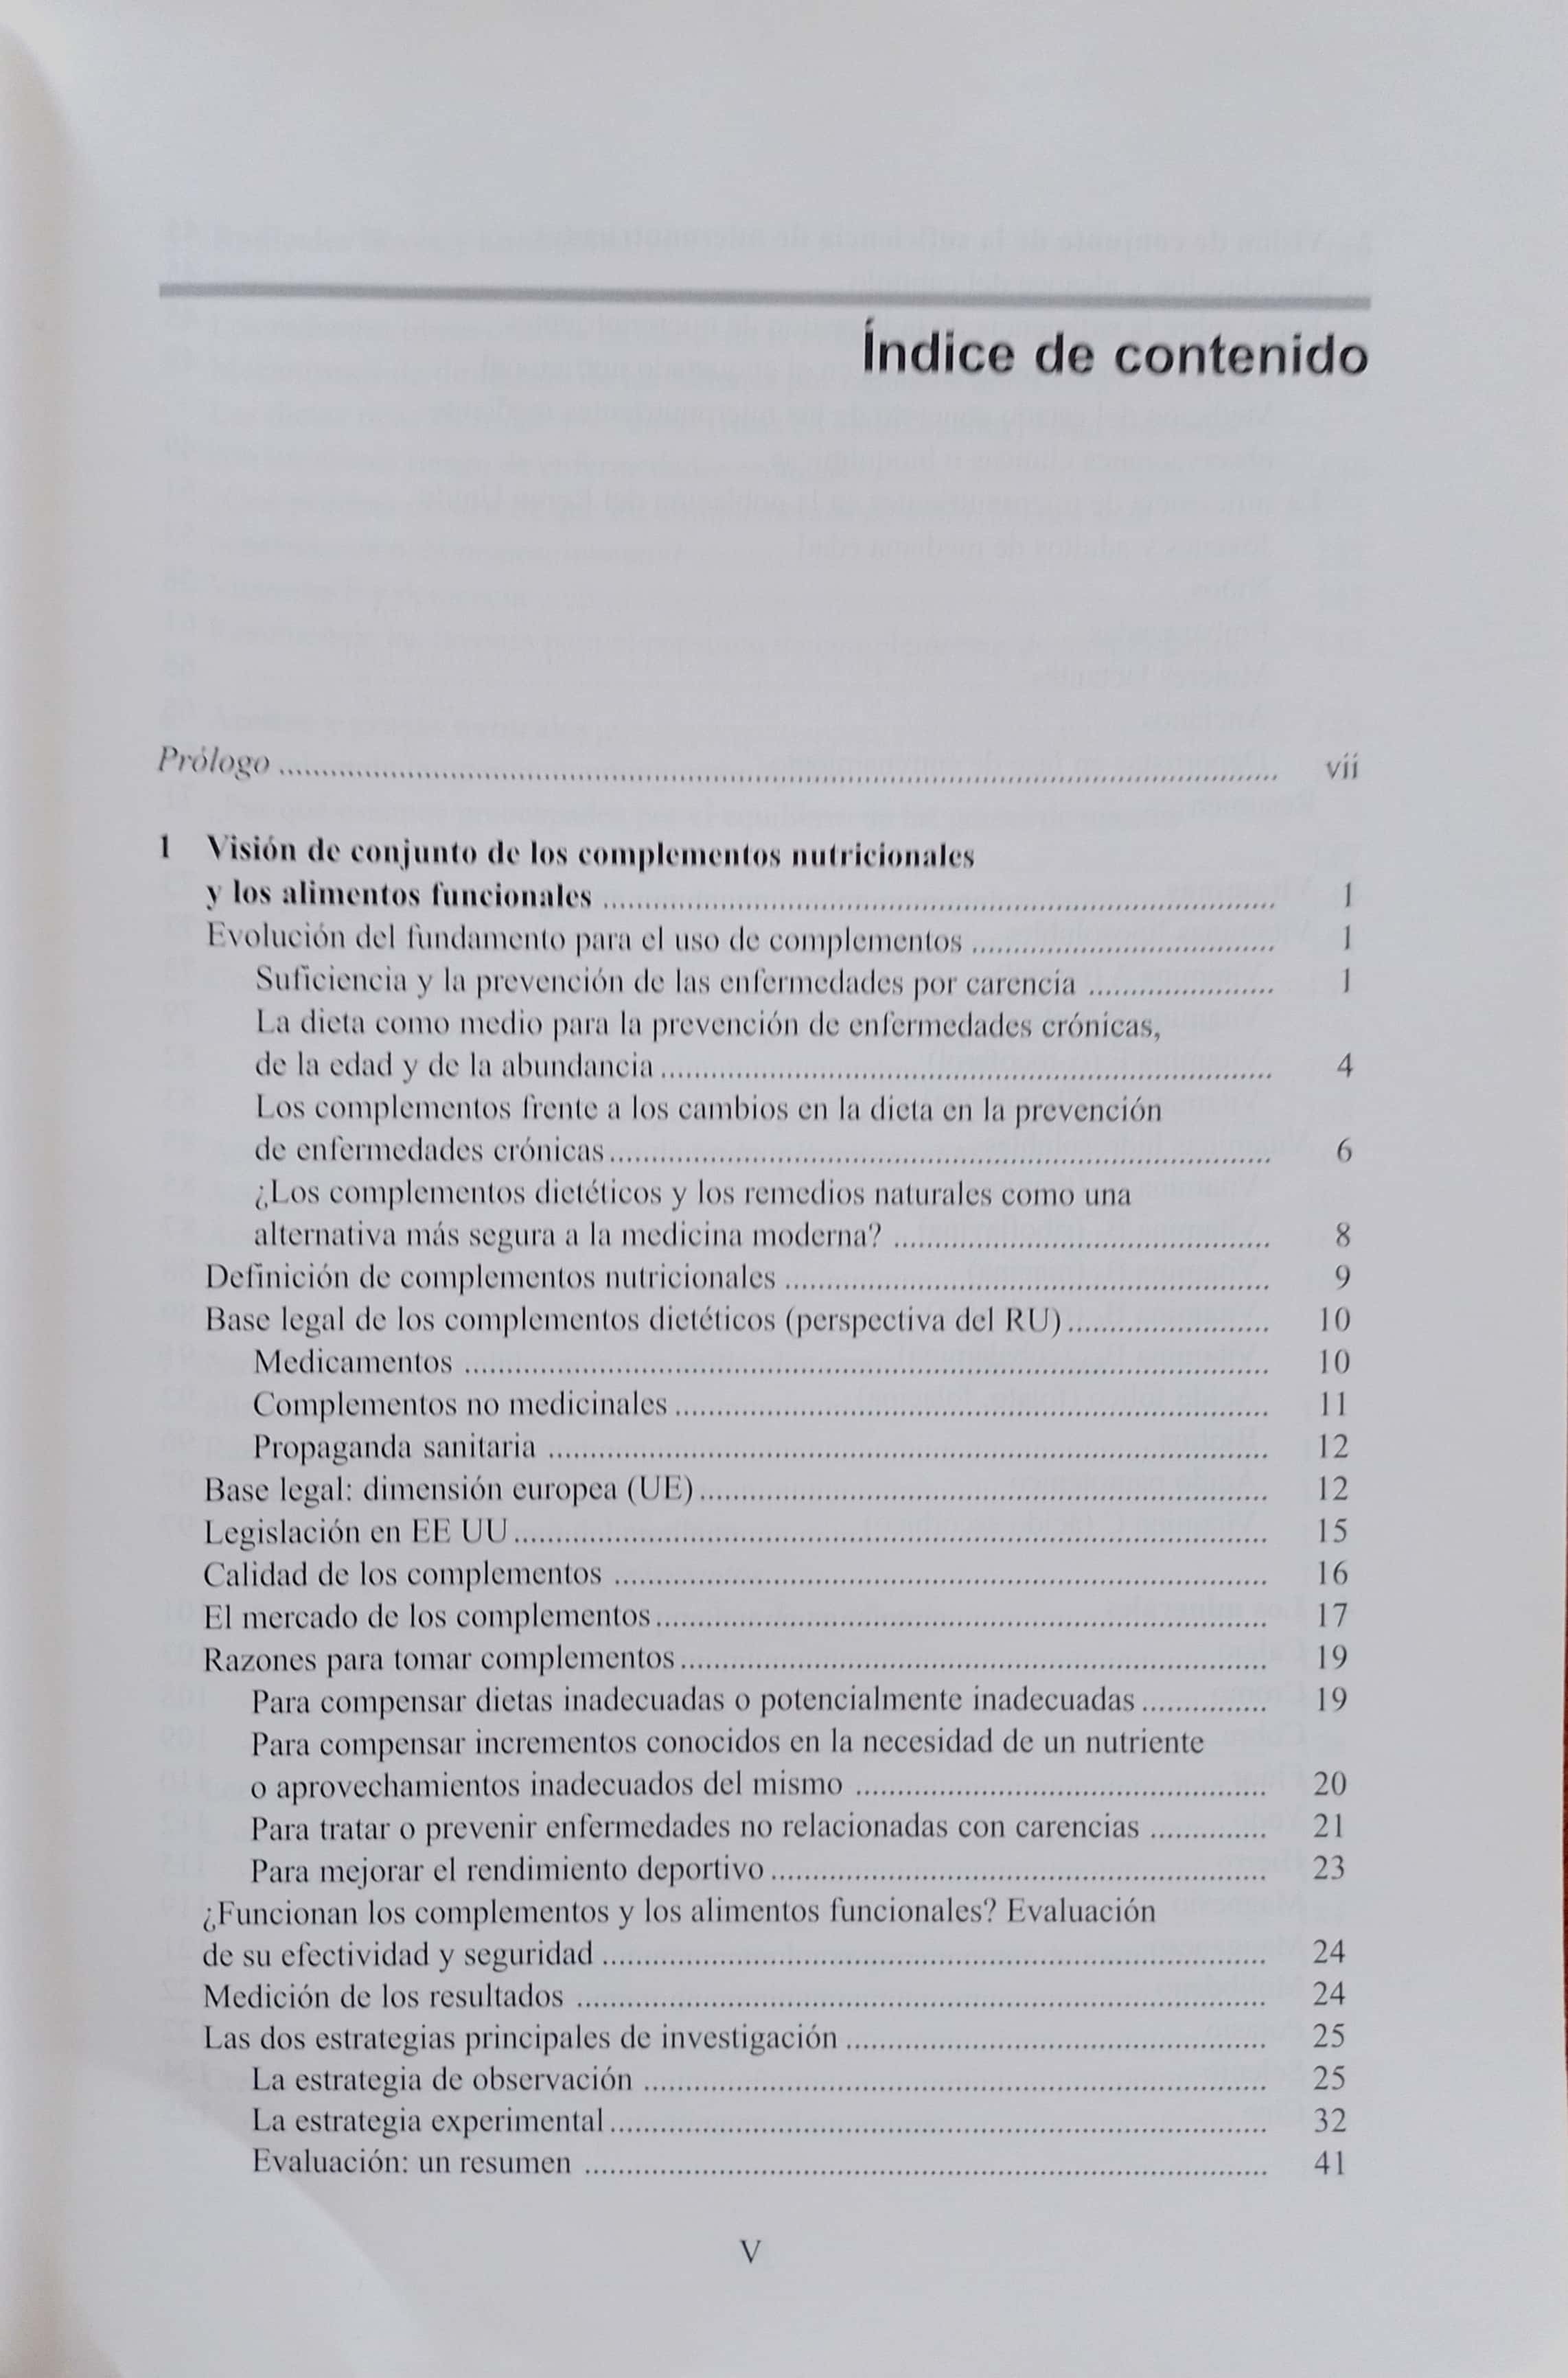 Índice de contenido
Prólogo ........ vii
1 Visión de conjunto de los complementos nutricionales
y los alimentos funcionales ........ 1
Evolución del fundamento para el uso de complementos ........ 1
Suficiencia y la prevención de las enfermedades por carencia ........ 1
La dieta como medio para la prevención de enfermedades crónicas,
de la edad y de la abundancia ........ 4
Los complementos frente a los cambios en la dieta en la prevención
de enfermedades crónicas ........ 6
¿Los complementos dietéticos y los remedios naturales como una
alternativa más segura a la medicina moderna? ........ 8
Definición de complementos nutricionales ........ 9
Base legal de los complementos dietéticos (perspectiva del RU) ........ 10
Medicamentos ........ 10
Complementos no medicinales ........ 11
Propaganda sanitaria ........ 12
Base legal: dimensión europea (UE) ........ 12
Legislación en EE UU ........ 15
Calidad de los complementos ........ 16
El mercado de los complementos ........ 17
Razones para tomar complementos ........ 19
Para compensar dietas inadecuadas o potencialmente inadecuadas ........ 19
Para compensar incrementos conocidos en la necesidad de un nutriente
o aprovechamientos inadecuados del mismo ........ 20
Para tratar o prevenir enfermedades no relacionadas con carencias ........ 21
Para mejorar el rendimiento deportivo ........ 23
¿Funcionan los complementos y los alimentos funcionales? Evaluación
de su efectividad y seguridad ........ 24
Medición de los resultados ........ 24
Las dos estrategias principales de investigación ........ 25
La estrategia de observación ........ 25
La estrategia experimental ........ 32
Evaluación: un resumen ........ 41
V